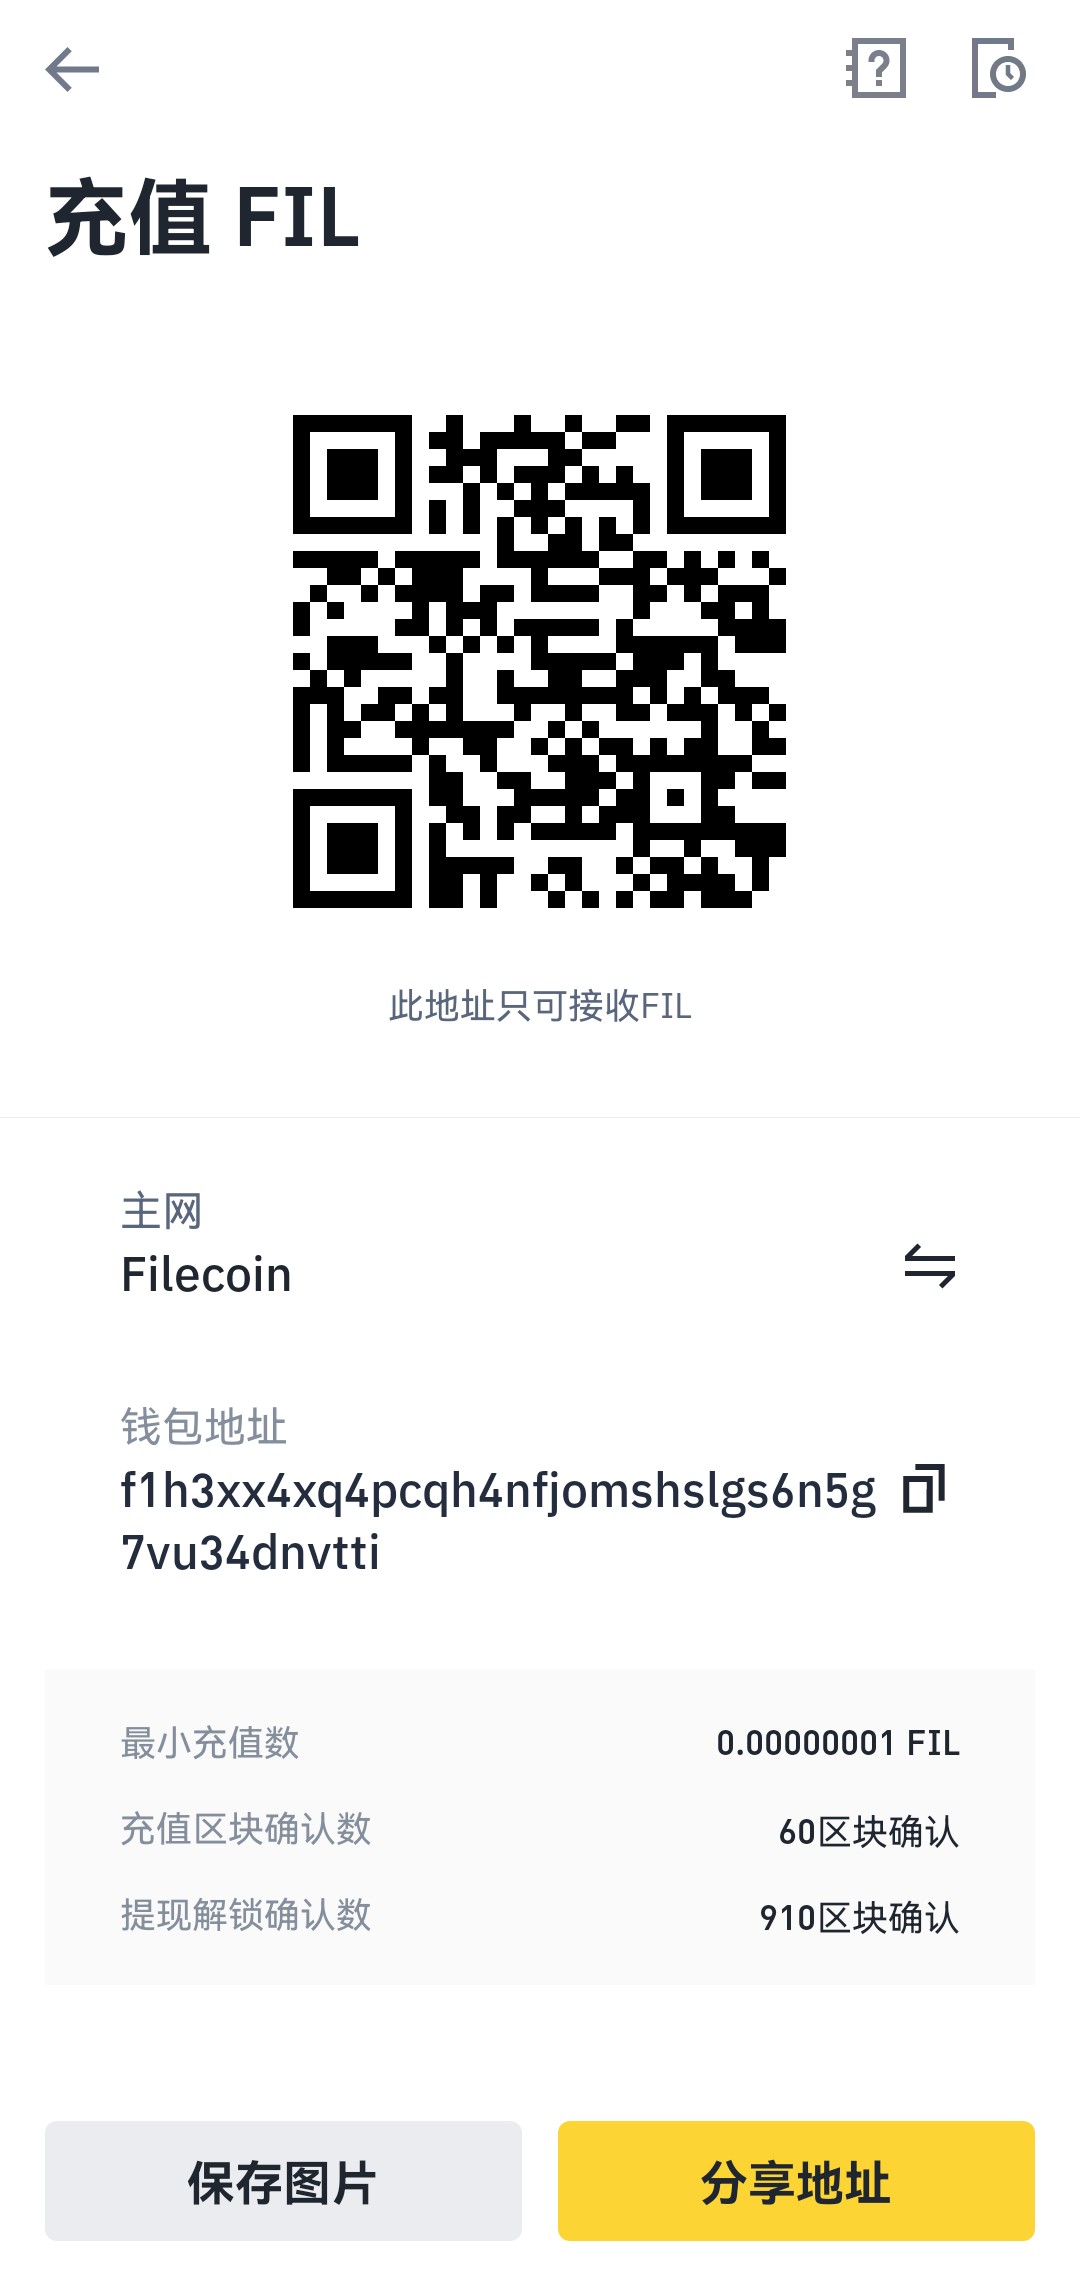 充值 FIL
此地址只可接收FIL
主网
Filecoin
钱包地址
f1h3xx4xq4pcqh4nfjomshslgs6n5g
7vu34dnvtti
最小充值数 0.00000001 FIL
充值区块确认数 60区块确认
提现解锁确认数 910区块确认
保存图片 分享地址